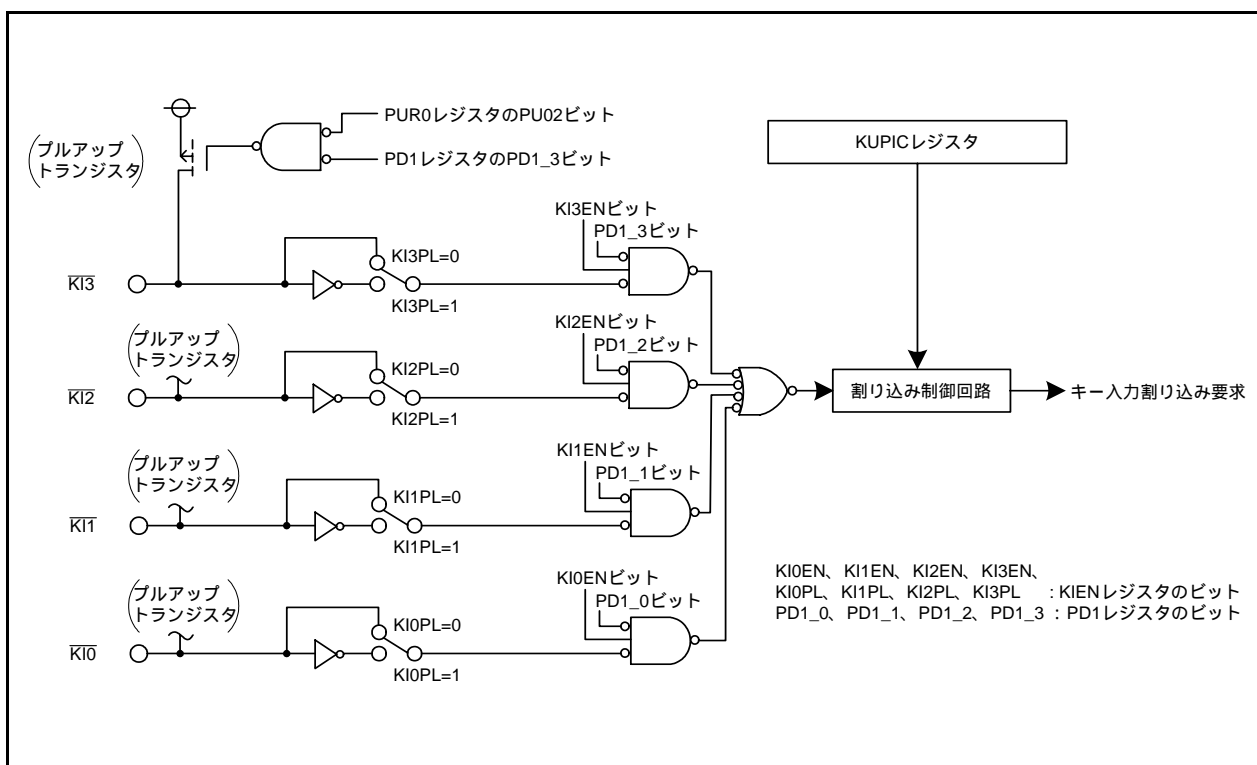 PUR0レジスタのPU02ビット
PD1レジスタのPD1_3ビット
(プルアップ
トランジスタ)
KUPICレジスタ
KI3ENビット
PD1_3ビット
KI3PL=0
KI3
KI3PL=1
(プルアップ
トランジスタ)
KI2ENビット
PD1_2ビット
KI2PL=0
KI2
KI2PL=1
割り込み制御回路
キー入力割り込み要求
(プルアップ
トランジスタ)
KI1ENビット
PD1_1ビット
KI1PL=0
KI1
KI1PL=1
(プルアップ
トランジスタ)
KI0ENビット
PD1_0ビット
KI0PL=0
KI0
KI0PL=1
KI0EN、KI1EN、KI2EN、KI3EN、
KI0PL、KI1PL、KI2PL、KI3PL :KIENレジスタのビット
PD1_0、PD1_1、PD1_2、PD1_3 :PD1レジスタのビット